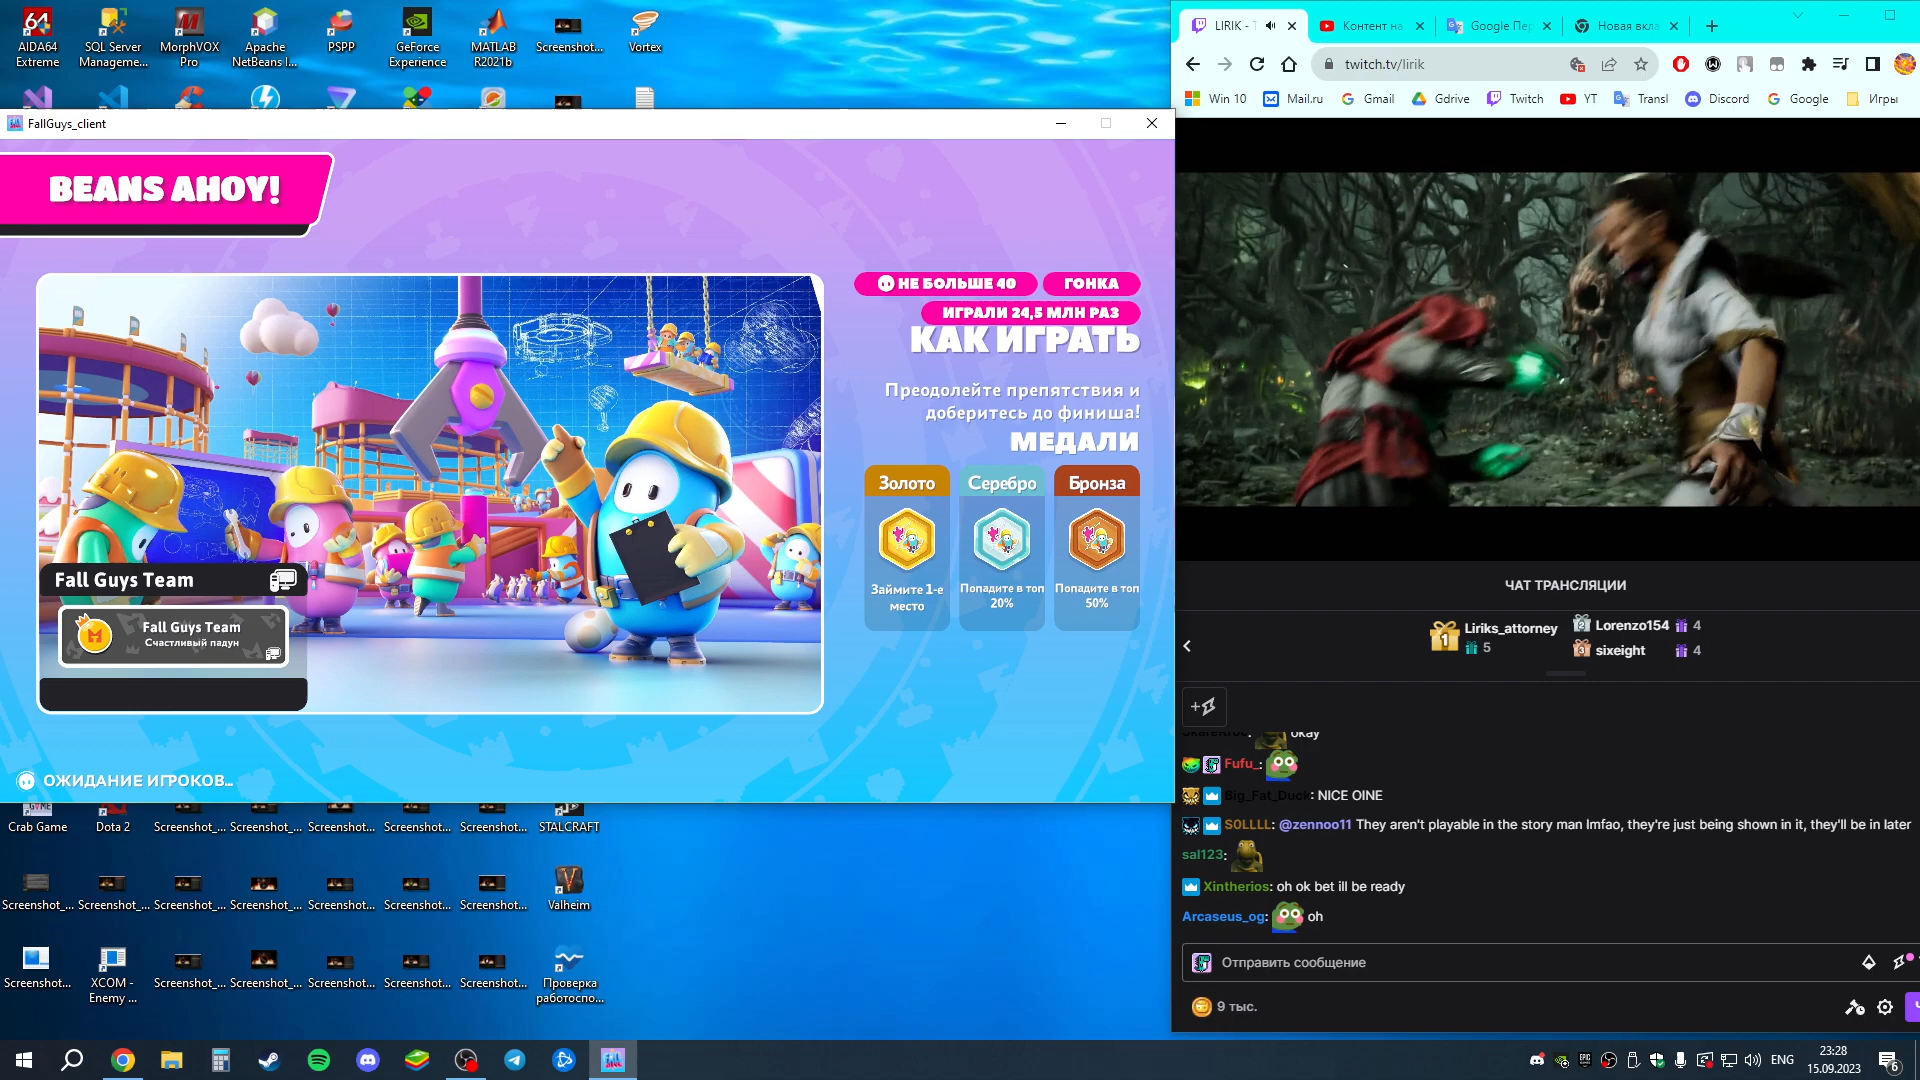 AIDA64
Extreme
SQL Server
Manageme...
MorphVOX
Pro
Apache
NetBeans I...
PSPP
GeForce
Experience
MATLAB
R2021b
Screenshot...
Vortex
FallGuys_client
BEANS AHOY!
НЕ БОЛЬШЕ 40
ГОНКА
ИГРАЛИ 24,5 МЛН РАЗ
КАК ИГРАТЬ
Преодолейте препятствия и
доберитесь до финиша!
МЕДАЛИ
Золото
Серебро
Бронза
Займите 1-е
место
Попадите в топ
20%
Попадите в топ
50%
Fall Guys Team
Fall Guys Team
Счастливый падун
ОЖИДАНИЕ ИГРОКОВ...
Crab Game
Dota 2
Screenshot_...
Screenshot_...
Screenshot...
Screenshot...
Screenshot...
STALCRAFT
Screenshot_...
Screenshot_...
Screenshot_...
Screenshot_...
Screenshot...
Screenshot...
Screenshot...
Valheim
Screenshot...
XCOM -
Enemy ...
Screenshot_...
Screenshot_...
Screenshot...
Screenshot...
Screenshot...
Проверка
работоспо...
LIRIK - T
Контент на
Google Пер
Новая вкла
twitch.tv/lirik
Win 10
Mail.ru
Gmail
Gdrive
Twitch
YT
Transl
Discord
Google
Игры
ЧАТ ТРАНСЛЯЦИИ
1
Liriks_attorney
5
2
Lorenzo154
4
3
sixeight
4
okay
Fufu_:
Big_Fat_Duck: NICE OINE
S0LLLL: @zennoo11 They aren't playable in the story man lmfao, they're just being shown in it, they'll be in later
sal123:
Xintherios: oh ok bet ill be ready
Arcaseus_og: oh
Отправить сообщение
9 тыс.
ENG
23:28
15.09.2023
6